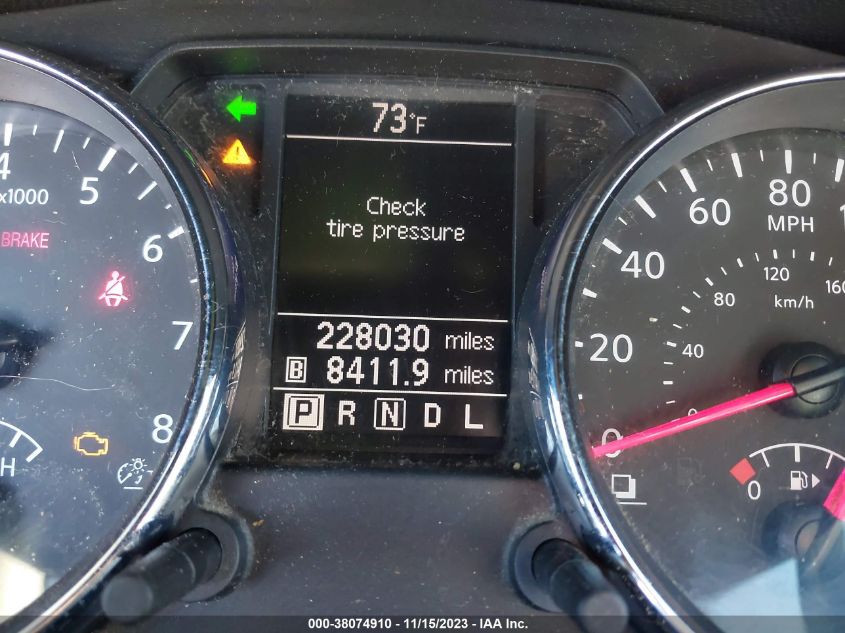 73°F
Check
tire pressure
228030 miles
B 8411.9 miles
P R N D L
4
x1000
5
BRAKE
6
7
8
H
80
60
MPH
40
120
160
80
km/h
20
40
0
0
0
000-38074910 - 11/15/2023 - IAA Inc.